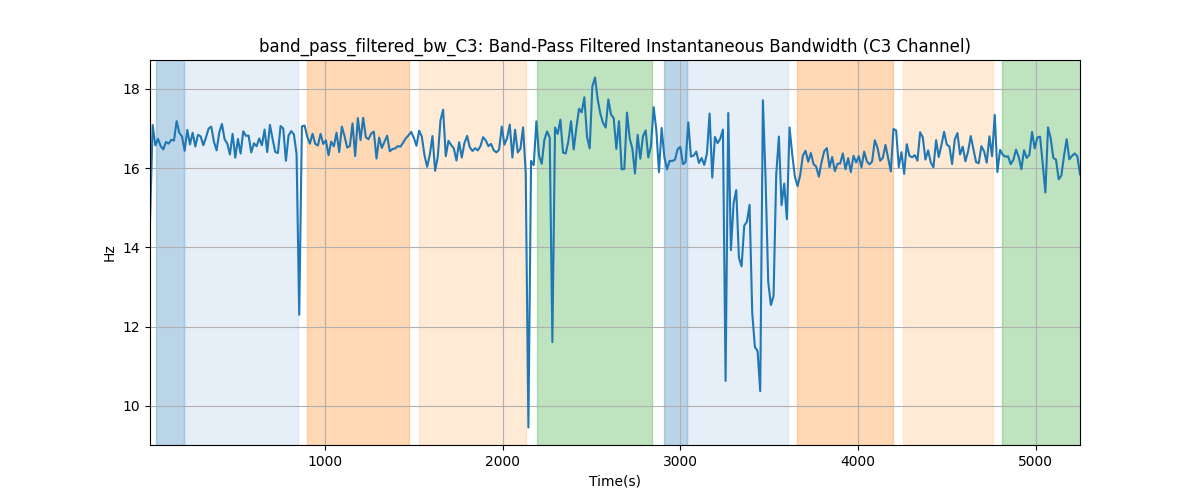 band_pass_filtered_bw_C3: Band-Pass Filtered Instantaneous Bandwidth (C3 Channel)
18
16
14
12
10
Hz
1000 2000 3000 4000 5000
Time(s)